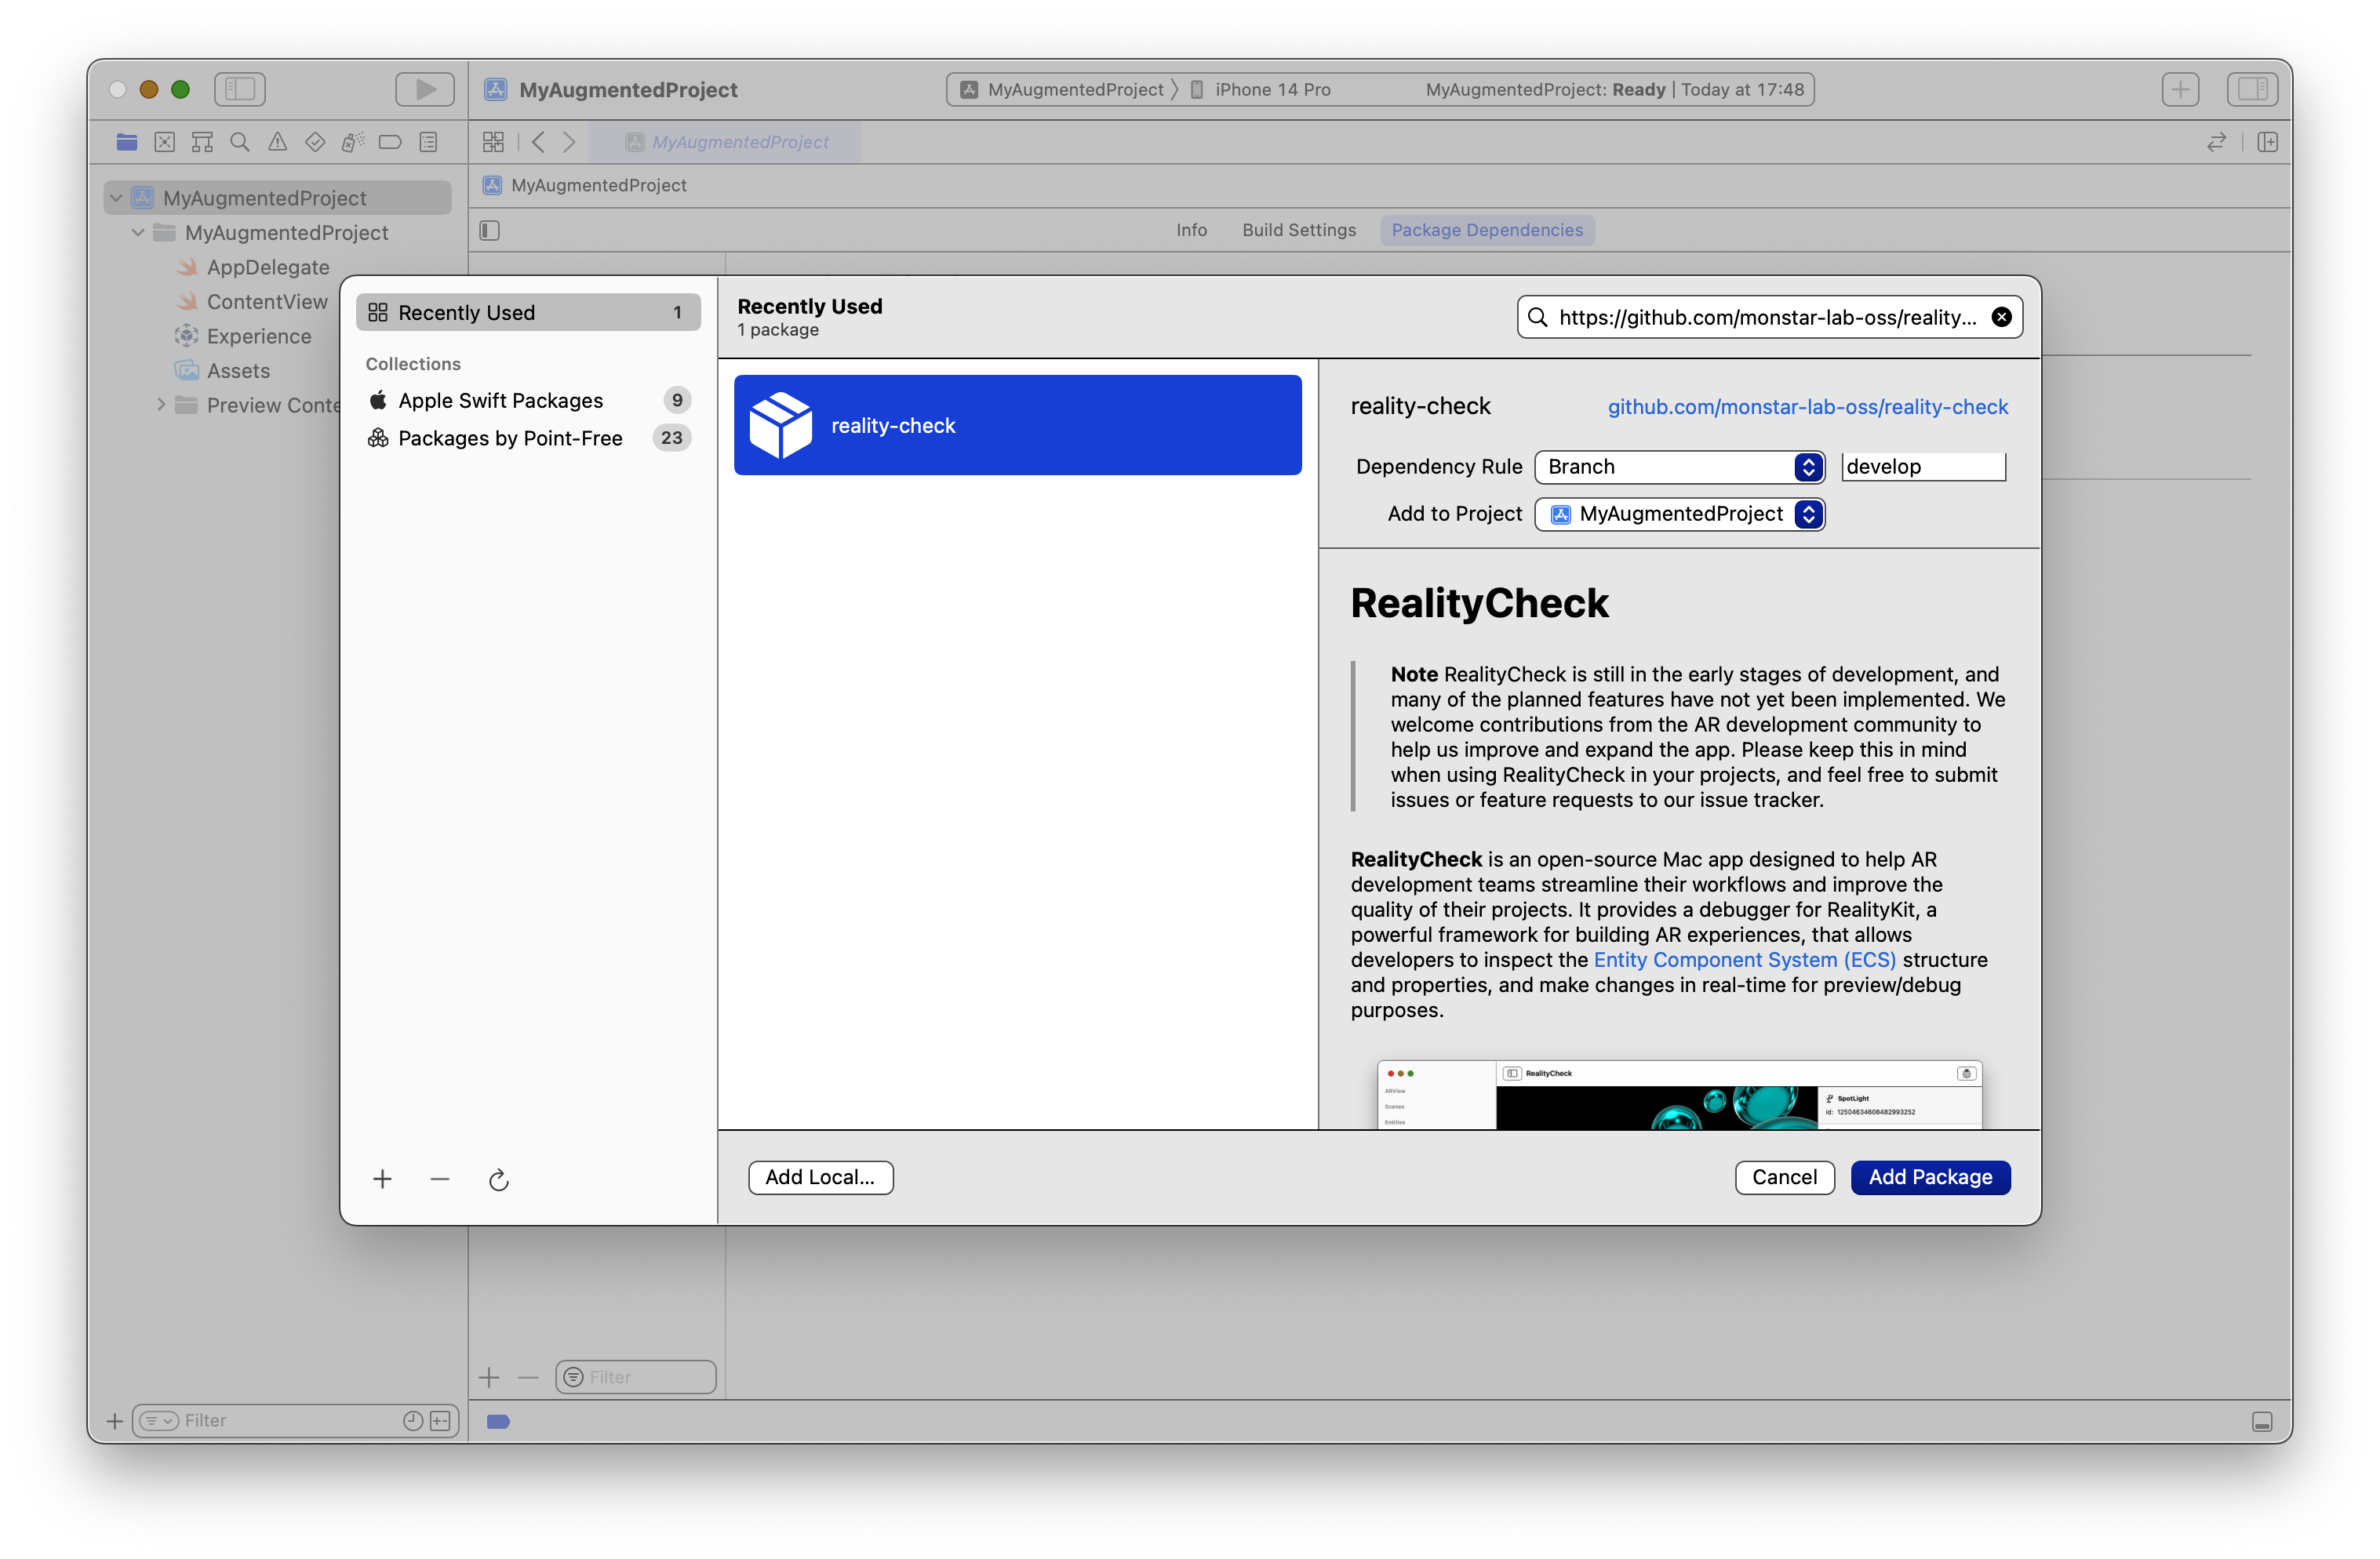 MyAugmentedProject
MyAugmentedProject
iPhone 14 Pro
MyAugmentedProject: Ready | Today at 17:48
MyAugmentedProject
MyAugmentedProject
MyAugmentedProject
AppDelegate
ContentView
Experience
Assets
Preview Conte
MyAugmentedProject
Info
Build Settings
Package Dependencies
Recently Used
1
Collections
Apple Swift Packages
9
Packages by Point-Free
23
Recently Used
1 package
https://github.com/monstar-lab-oss/reality...
reality-check
reality-check
github.com/monstar-lab-oss/reality-check
Dependency Rule
Branch
develop
Add to Project
MyAugmentedProject
RealityCheck
Note RealityCheck is still in the early stages of development, and
many of the planned features have not yet been implemented. We
welcome contributions from the AR development community to
help us improve and expand the app. Please keep this in mind
when using RealityCheck in your projects, and feel free to submit
issues or feature requests to our issue tracker.
RealityCheck is an open-source Mac app designed to help AR
development teams streamline their workflows and improve the
quality of their projects. It provides a debugger for RealityKit, a
powerful framework for building AR experiences, that allows
developers to inspect the Entity Component System (ECS) structure
and properties, and make changes in real-time for preview/debug
purposes.
RealityCheck
ARView
Scenes
Entities
SpotLight
id: 12504634608482993252
Add Local...
Cancel
Add Package
Filter
Filter